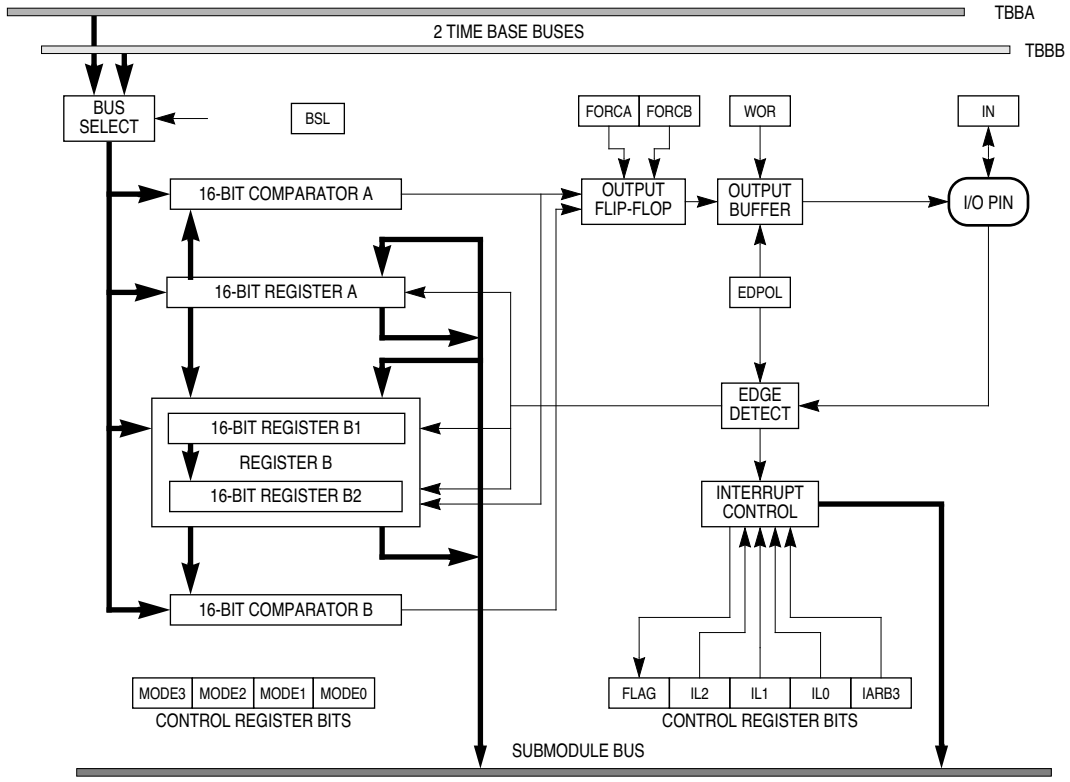 TBBA
2 TIME BASE BUSES
TBBB
BUS
SELECT
BSL
FORCA FORCB
WOR
IN
16-BIT COMPARATOR A
OUTPUT
FLIP-FLOP
OUTPUT
BUFFER
I/O PIN
16-BIT REGISTER A
EDPOL
EDGE
DETECT
16-BIT REGISTER B1
REGISTER B
16-BIT REGISTER B2
INTERRUPT
CONTROL
16-BIT COMPARATOR B
MODE3 MODE2 MODE1 MODE0
CONTROL REGISTER BITS
FLAG IL2 IL1 IL0 IARB3
CONTROL REGISTER BITS
SUBMODULE BUS